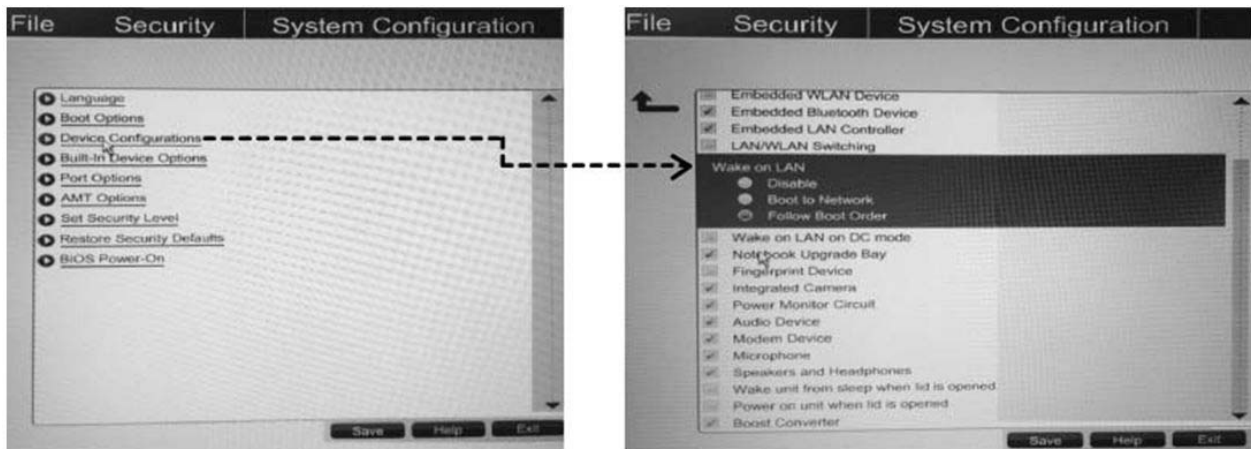 File Security System Configuration
Language
Boot Options
Device Configurations
Built-In Device Options
Port Options
AMT Options
Set Security Level
Restore Security Defaults
BIOS Power-On
Save Help Exit
File Security System Configuration
Embedded WLAN Device
Embedded Bluetooth Device
Embedded LAN Controller
LAN/WLAN Switching
Wake on LAN
Disable
Boot to Network
Follow Boot Order
Wake on LAN on DC mode
Notebook Upgrade Bay
Fingerprint Device
Integrated Camera
Power Monitor Circuit
Audio Device
Modem Device
Microphone
Speakers and Headphones
Wake unit from sleep when lid is opened
Power on unit when lid is opened
Boost Converter
Save Help Exit